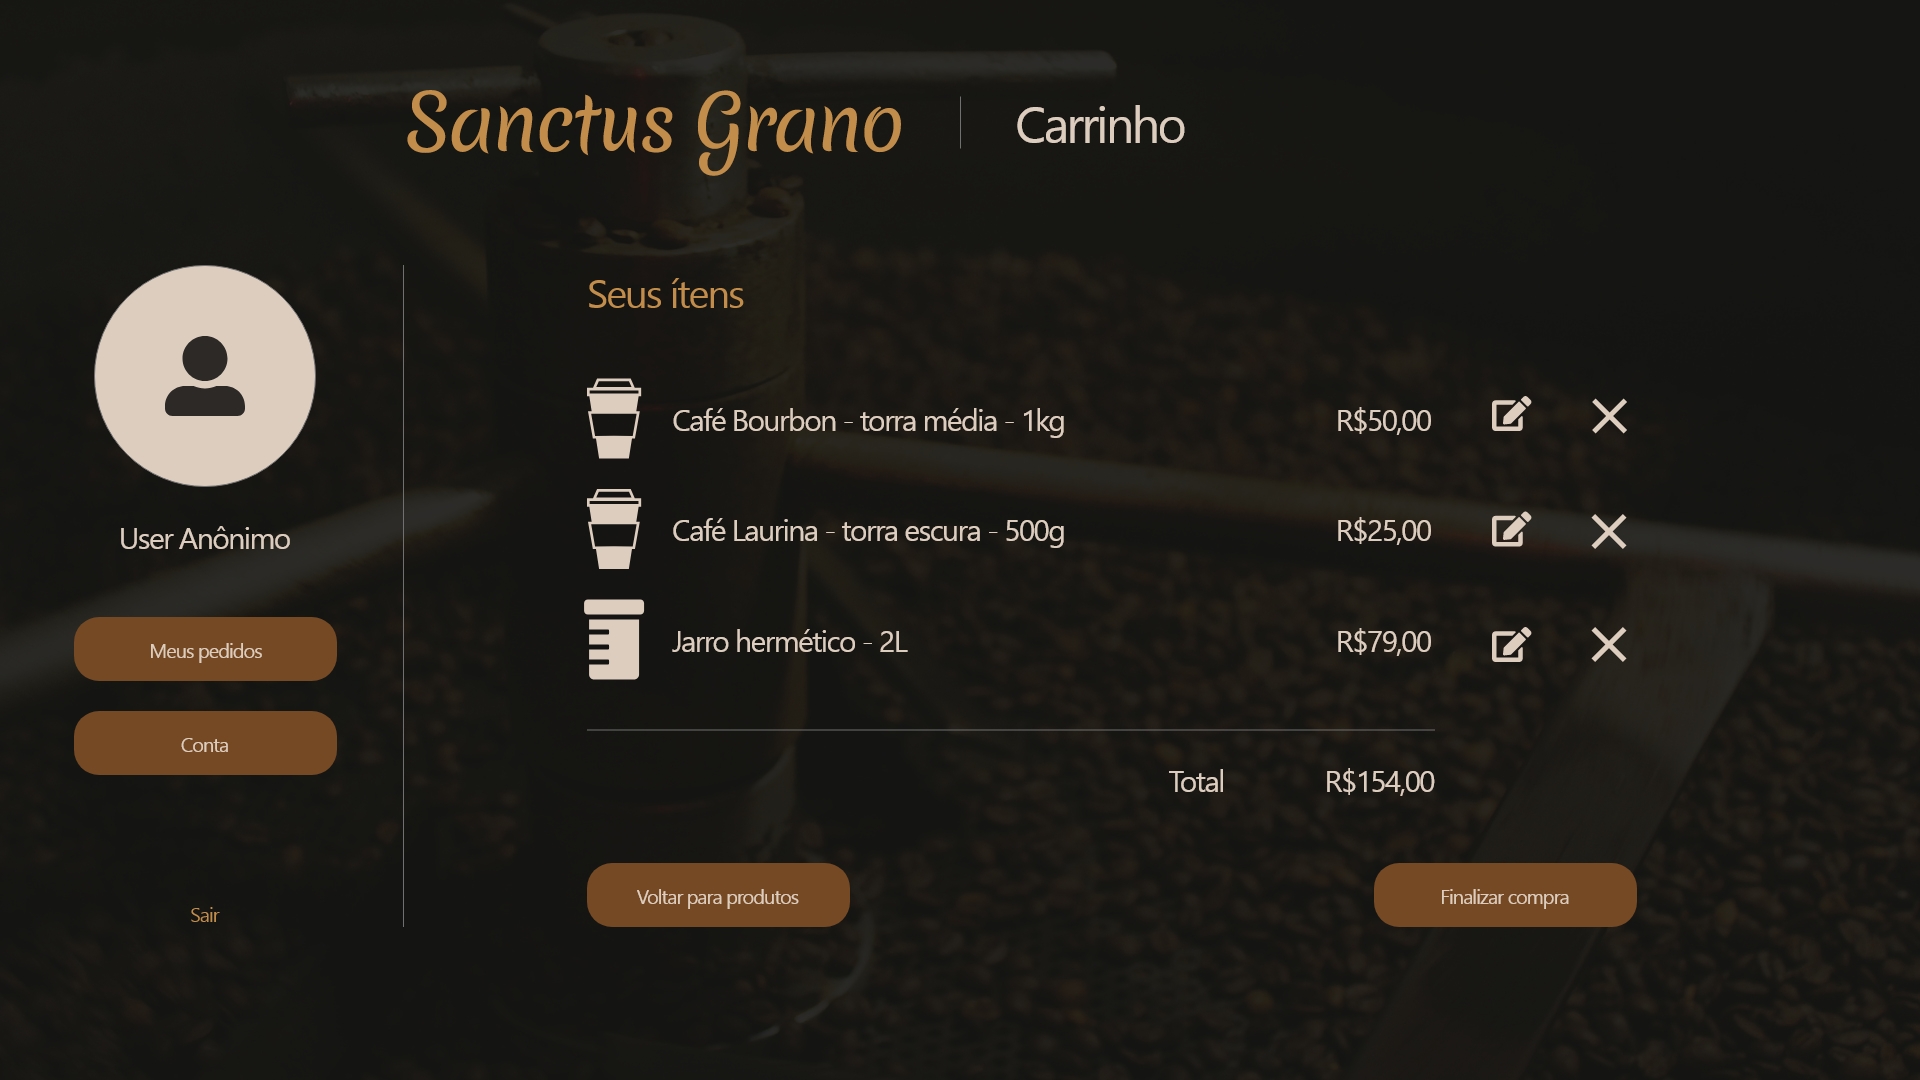 Sanctus Grano
Carrinho
User Anônimo
Meus pedidos
Conta
Sair
Seus ítens
Café Bourbon - torra média - 1kg R$50,00
Café Laurina - torra escura - 500g R$25,00
Jarro hermético - 2L R$79,00
Total R$154,00
Voltar para produtos
Finalizar compra